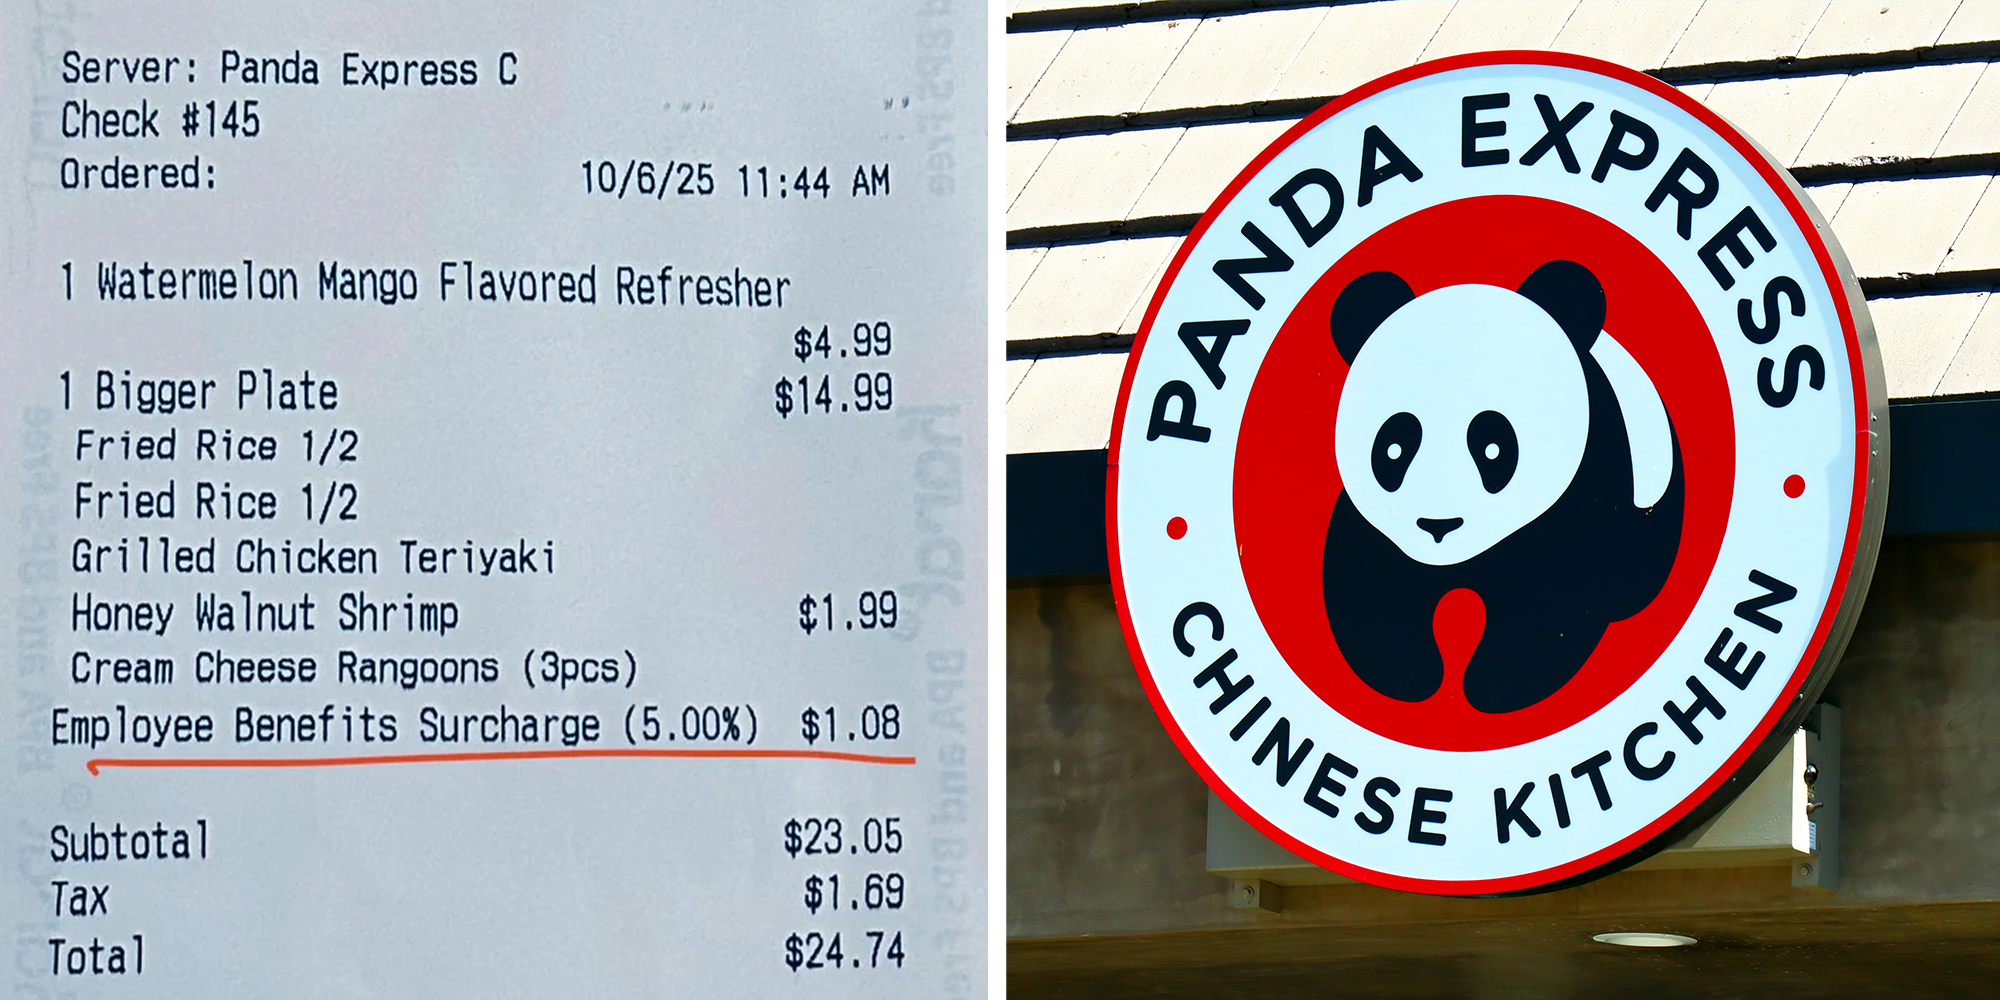 Server: Panda Express C
Check #145
Ordered: 10/6/25 11:44 AM
1 Watermelon Mango Flavored Refresher
$4.99
1 Bigger Plate $14.99
Fried Rice 1/2
Fried Rice 1/2
Grilled Chicken Teriyaki
Honey Walnut Shrimp $1.99
Cream Cheese Rangoons (3pcs)
Employee Benefits Surcharge (5.00%) $1.08
Subtotal $23.05
Tax $1.69
Total $24.74
PANDA EXPRESS
CHINESE KITCHEN